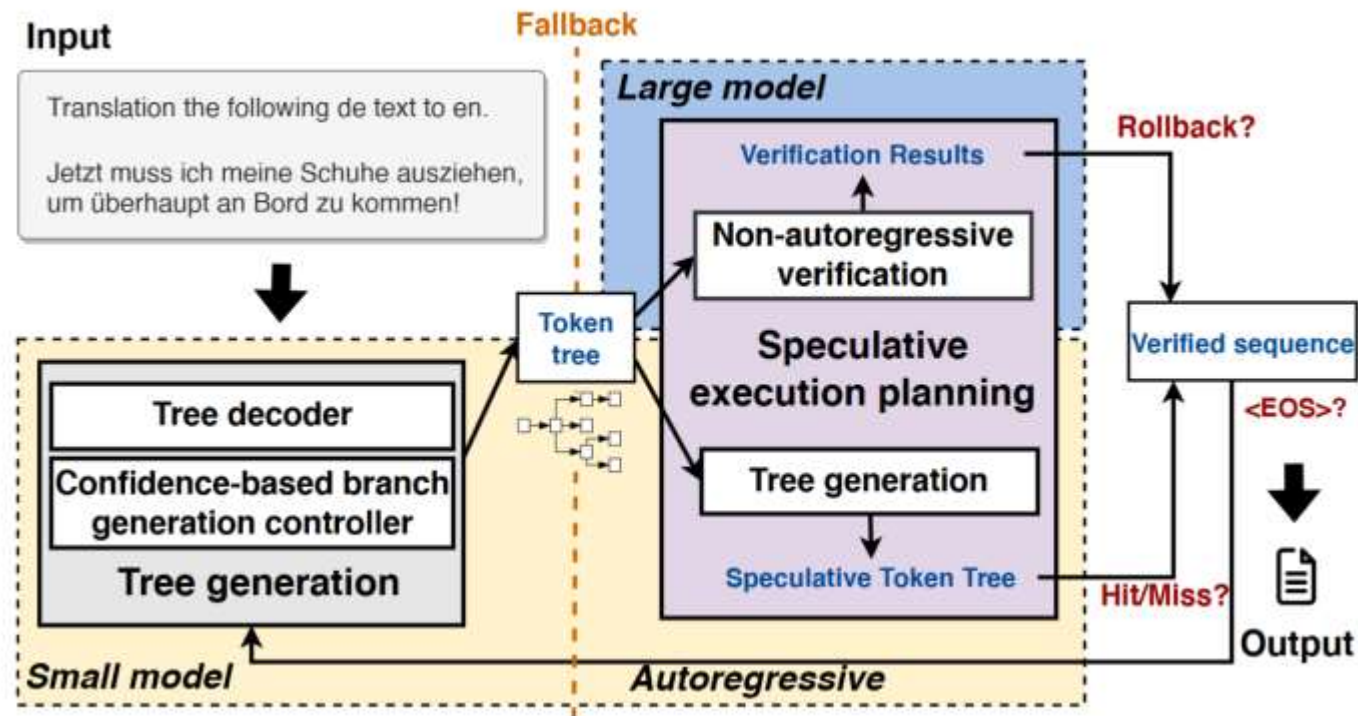 Input
Fallback
Translation the following de text to en.
Jetzt muss ich meine Schuhe ausziehen,
um überhaupt an Bord zu kommen!
Large model
Verification Results
Rollback?
Non-autoregressive
verification
Token
tree
Speculative
execution planning
Verified sequence
<EOS>?
Tree decoder
Confidence-based branch
generation controller
Tree generation
Tree generation
Speculative Token Tree
Hit/Miss?
Output
Small model
Autoregressive